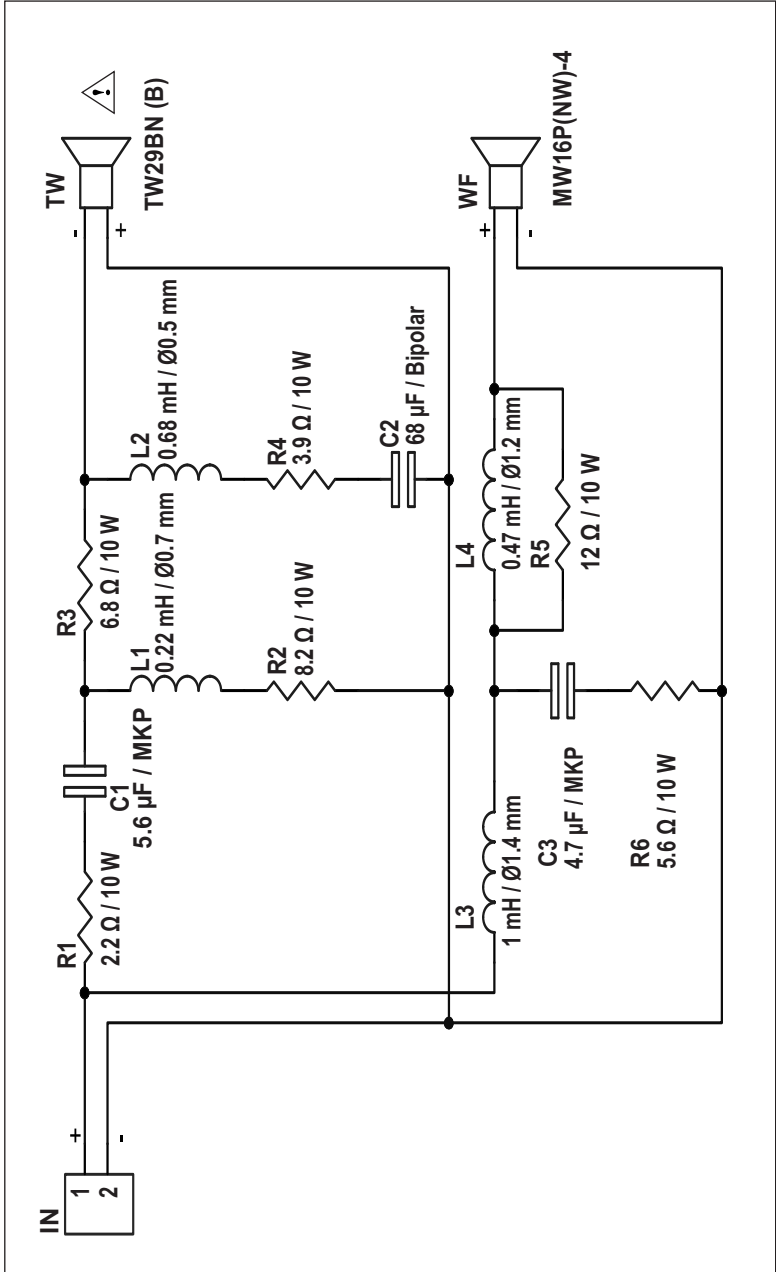 IN
1
2
+
-
R1
2.2 Ω / 10 W
C1
5.6 µF / MKP
R3
6.8 Ω / 10 W
L1
0.22 mH / Ø0.7 mm
R2
8.2 Ω / 10 W
L2
0.68 mH / Ø0.5 mm
R4
3.9 Ω / 10 W
C2
68 µF / Bipolar
TW
-
+
!
TW29BN (B)
L3
1 mH / Ø1.4 mm
C3
4.7 µF / MKP
R6
5.6 Ω / 10 W
L4
0.47 mH / Ø1.2 mm
R5
12 Ω / 10 W
WF
+
-
MW16P(NW)-4